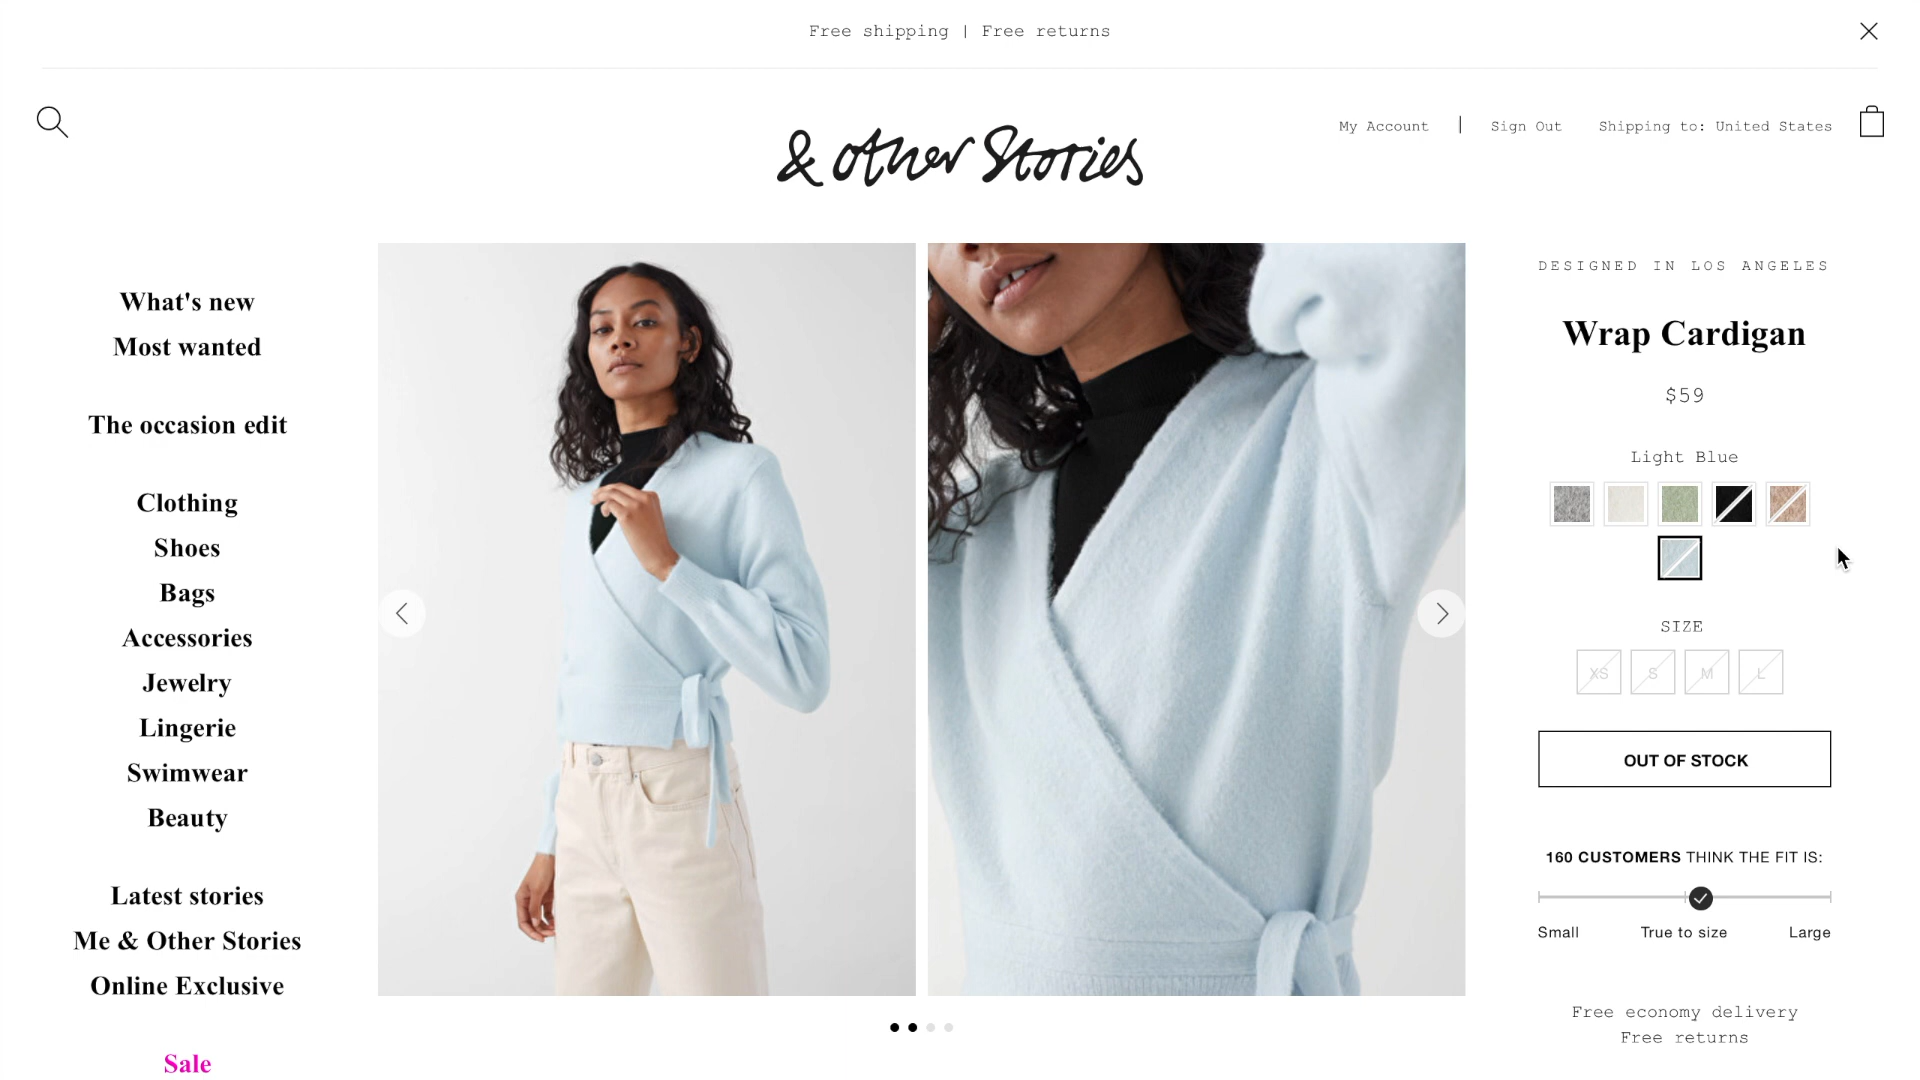 Free shipping | Free returns
My Account | Sign Out Shipping to: United States
& other Stories
What's new
Most wanted
The occasion edit
Clothing
Shoes
Bags
Accessories
Jewelry
Lingerie
Swimwear
Beauty
Latest stories
Me & Other Stories
Online Exclusive
Sale
DESIGNED IN LOS ANGELES
Wrap Cardigan
$59
Light Blue
SIZE
XS S M L
OUT OF STOCK
160 CUSTOMERS THINK THE FIT IS:
Small True to size Large
Free economy delivery
Free returns